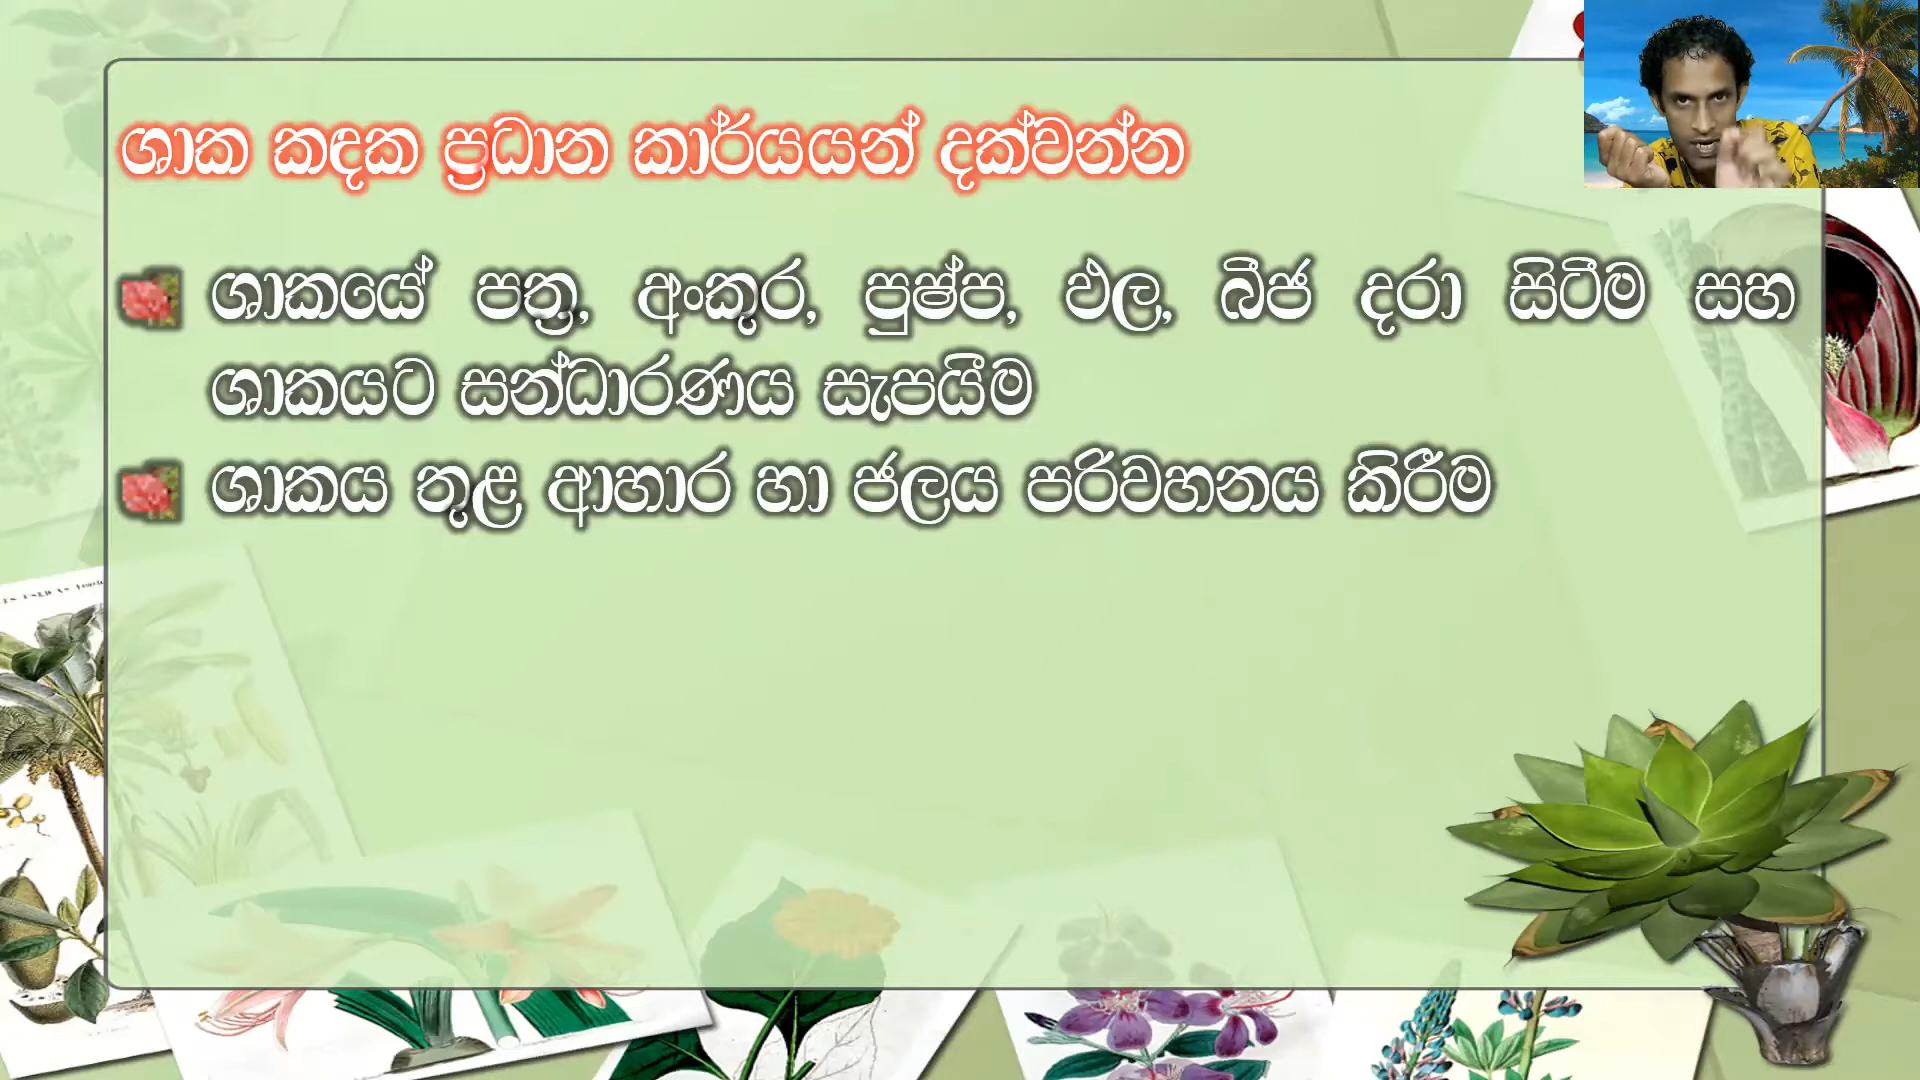 ශාක කඳක ප්‍රධාන කාර්යයන් දක්වන්න
ශාකයේ පත්‍ර, අංකුර, පුෂ්ප, ඵල, බීජ දරා සිටීම සහ
ශාකයට සන්ධාරණය සැපයීම
ශාකය තුළ ආහාර හා ජලය පරිවහනය කිරීම